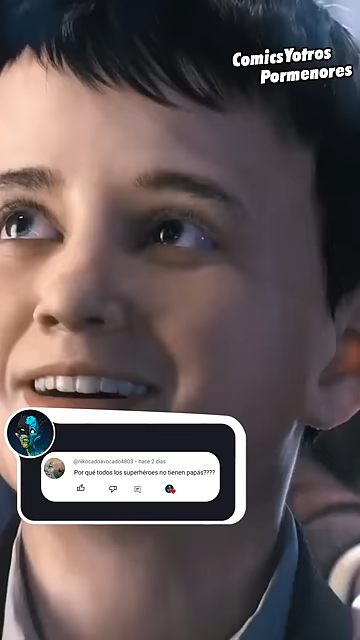 ComicsYotros
Pormenores
@nikocadoavocado4803 • hace 2 días
Por qué todos los superhéroes no tienen papás????